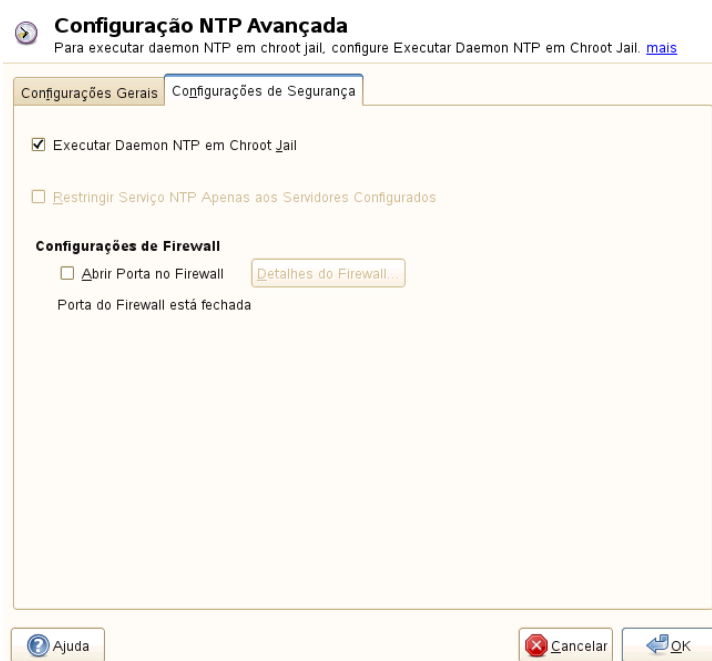 Configuração NTP Avançada
Para executar daemon NTP em chroot jail, configure Executar Daemon NTP em Chroot Jail. mais
Configurações Gerais
Configurações de Segurança
Executar Daemon NTP em Chroot Jail
Restringir Serviço NTP Apenas aos Servidores Configurados
Configurações de Firewall
Abrir Porta no Firewall
Detalhes do Firewall...
Porta do Firewall está fechada
Ajuda
Cancelar
OK